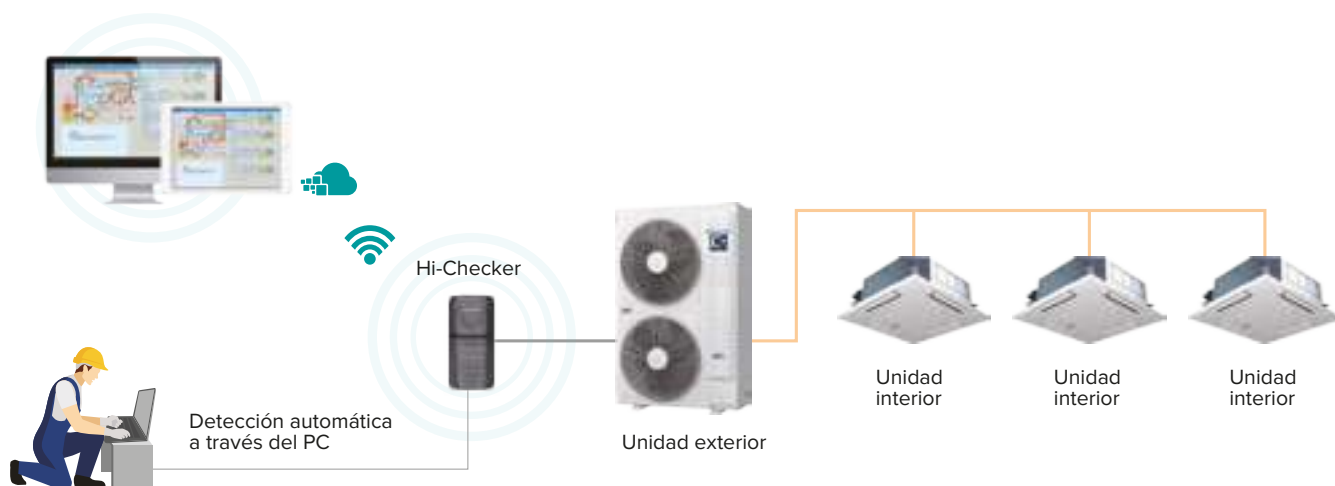 Hi-Checker
Detección automática
a través del PC
Unidad exterior
Unidad
interior
Unidad
interior
Unidad
interior